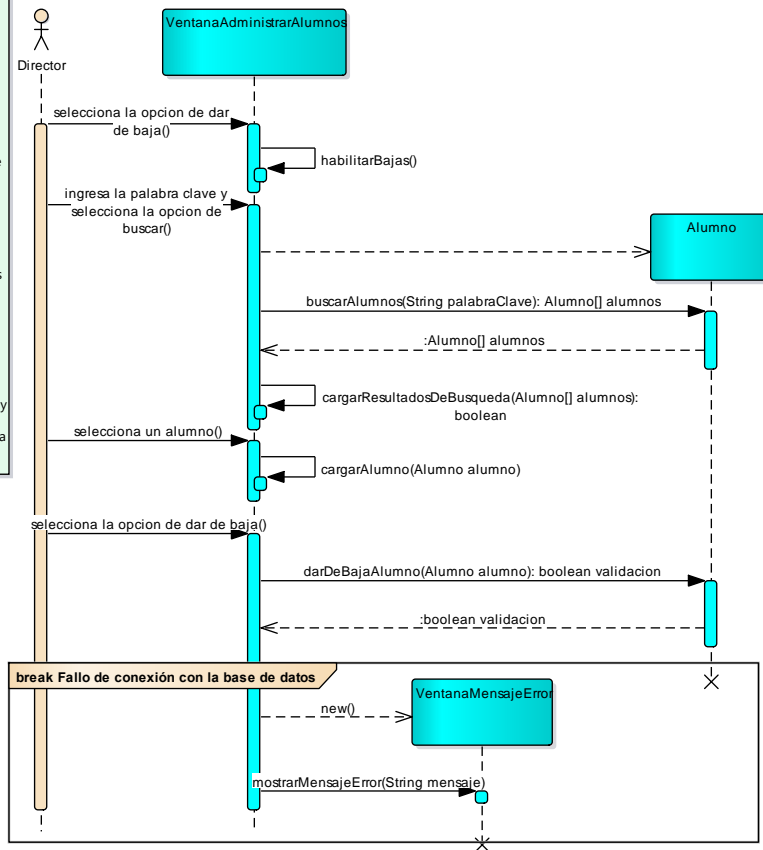 VentanaAdministrarAlumnos
Director
selecciona la opcion de dar
de baja()
habilitarBajas()
ingresa la palabra clave y
selecciona la opcion de
buscar()
Alumno
buscarAlumnos(String palabraClave): Alumno[] alumnos
:Alumno[] alumnos
cargarResultadosDeBusqueda(Alumno[] alumnos):
boolean
y
selecciona un alumno()
a
cargarAlumno(Alumno alumno)
selecciona la opcion de dar de baja()
darDeBajaAlumno(Alumno alumno): boolean validacion
:boolean validacion
break Fallo de conexión con la base de datos
VentanaMensajeError
new()
mostrarMensajeError(String mensaje)